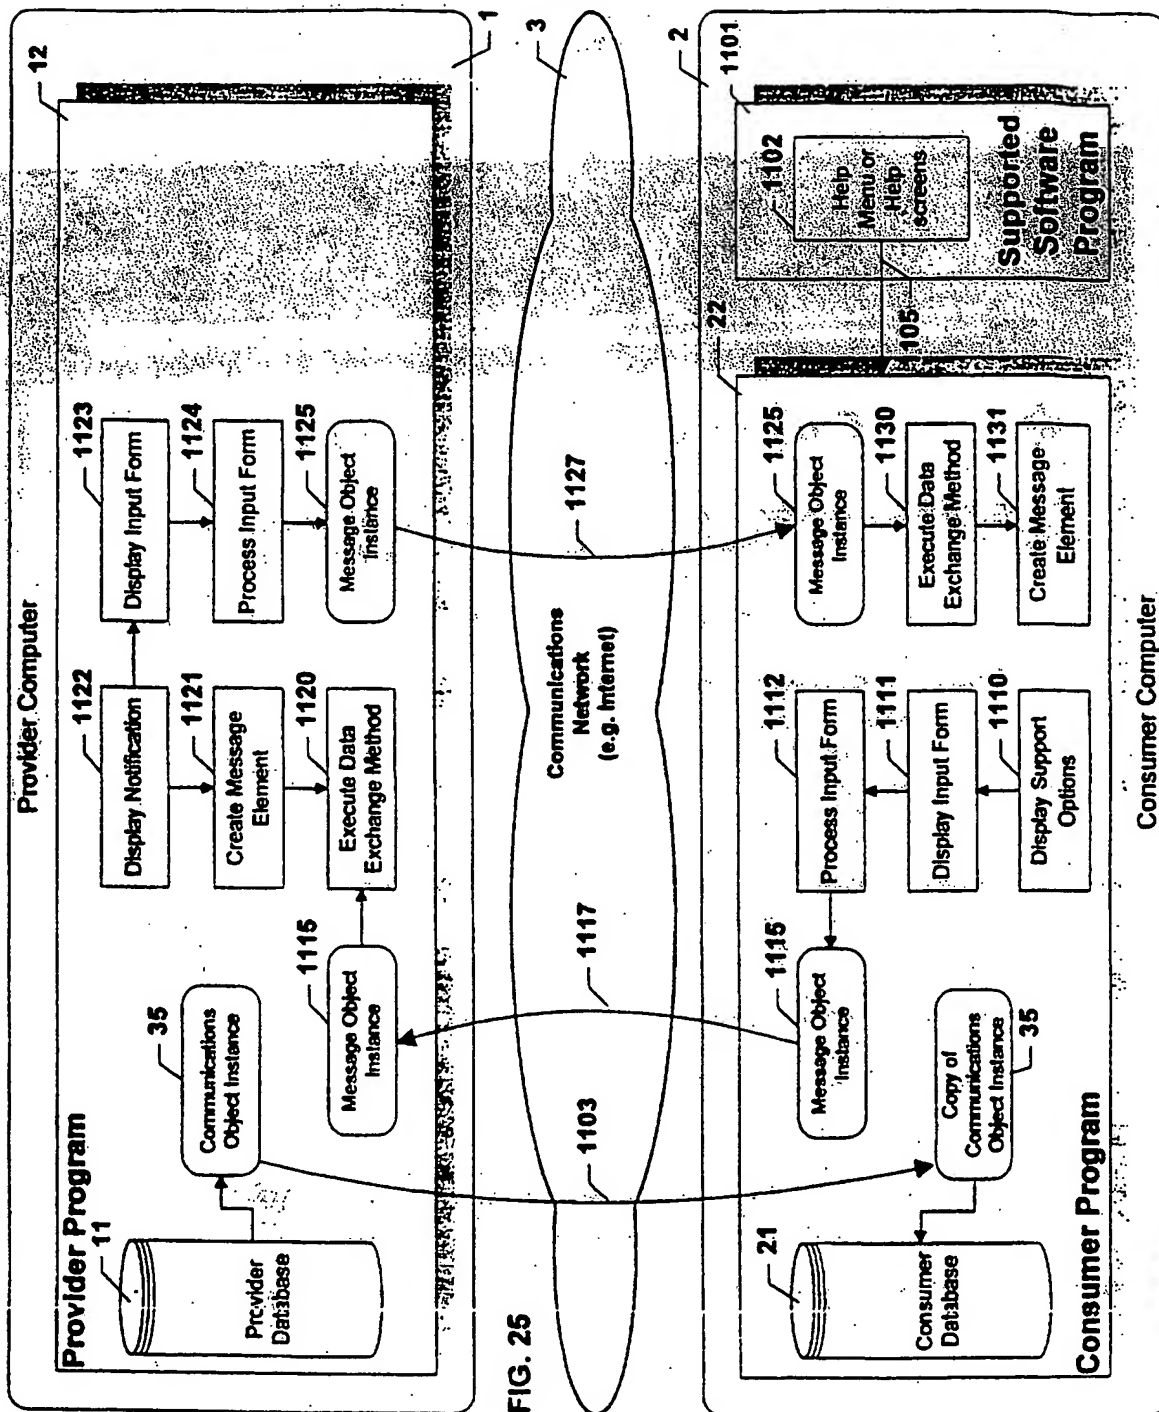 Provider Computer
12
1
Provider Program
11
Provider
Database
35
Communications
Object Instance
1115
Message Object
Instance
1122
Display Notification
1121
Create Message
Element
1120
Execute Data
Exchange Method
1123
Display Input Form
1124
Process Input Form
1125
Message Object
Instance
3
1103
1117
Communications
Network
(e.g. Internet)
1127
FIG. 25
2
22
1101
1102
Help
Menu or
Help
screens
Supported
Software
Program
105
1125
Message Object
Instance
1130
Execute Data
Exchange Method
1131
Create Message
Element
1112
Process Input Form
1111
Display Input Form
1110
Display Support
Options
1115
Message Object
Instance
35
Copy of
Communications
Object Instance
21
Consumer
Database
Consumer Program
Consumer Computer